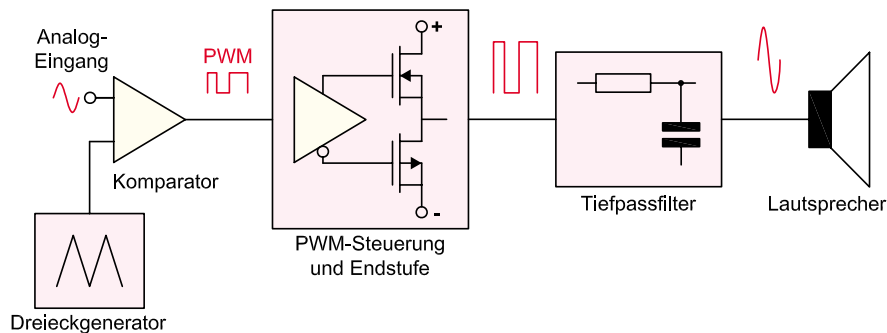 Analog-
Eingang
PWM
+
-
Komparator
Dreieckgenerator
PWM-Steuerung
und Endstufe
Tiefpassfilter
Lautsprecher